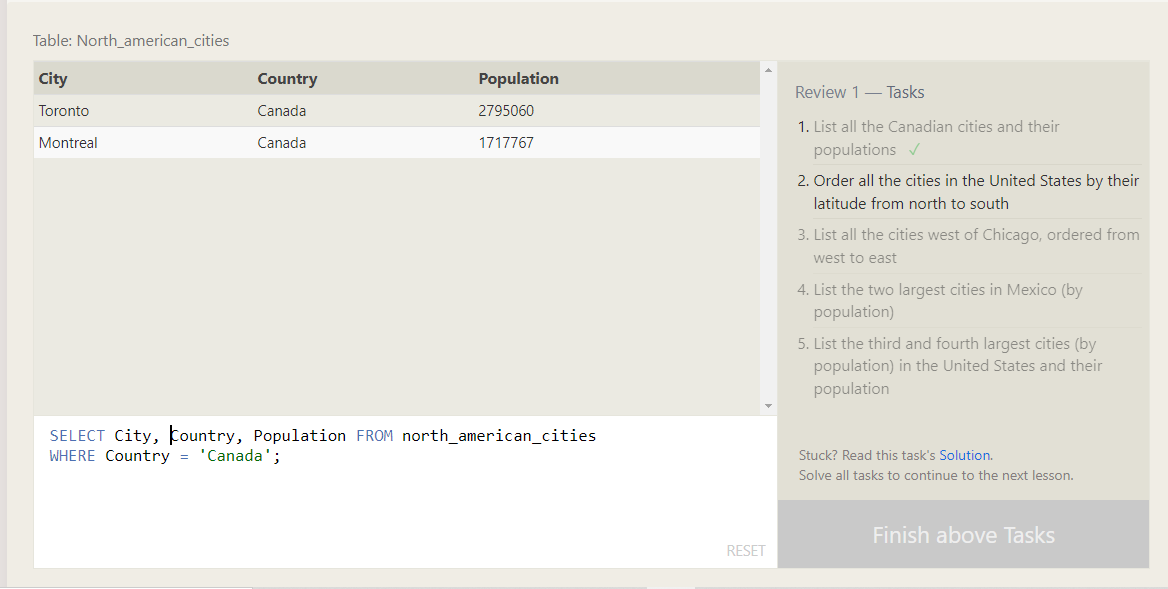 Table: North_american_cities
City Country Population
Toronto Canada 2795060
Montreal Canada 1717767
SELECT City, Country, Population FROM north_american_cities
WHERE Country = 'Canada';
RESET
Review 1 — Tasks
1. List all the Canadian cities and their
populations ✓
2. Order all the cities in the United States by their
latitude from north to south
3. List all the cities west of Chicago, ordered from
west to east
4. List the two largest cities in Mexico (by
population)
5. List the third and fourth largest cities (by
population) in the United States and their
population
Stuck? Read this task's Solution.
Solve all tasks to continue to the next lesson.
Finish above Tasks